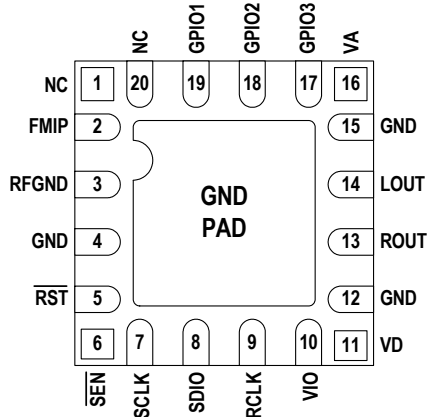 NC
GPIO1
GPIO2
GPIO3
VA
NC 1 20 19 18 17 16
FMIP 2 15 GND
RFGND 3 14 LOUT
GND PAD
GND 4 13 ROUT
RST 5 12 GND
6 7 8 9 10 11 VD
SEN
SCLK
SDIO
RCLK
VIO